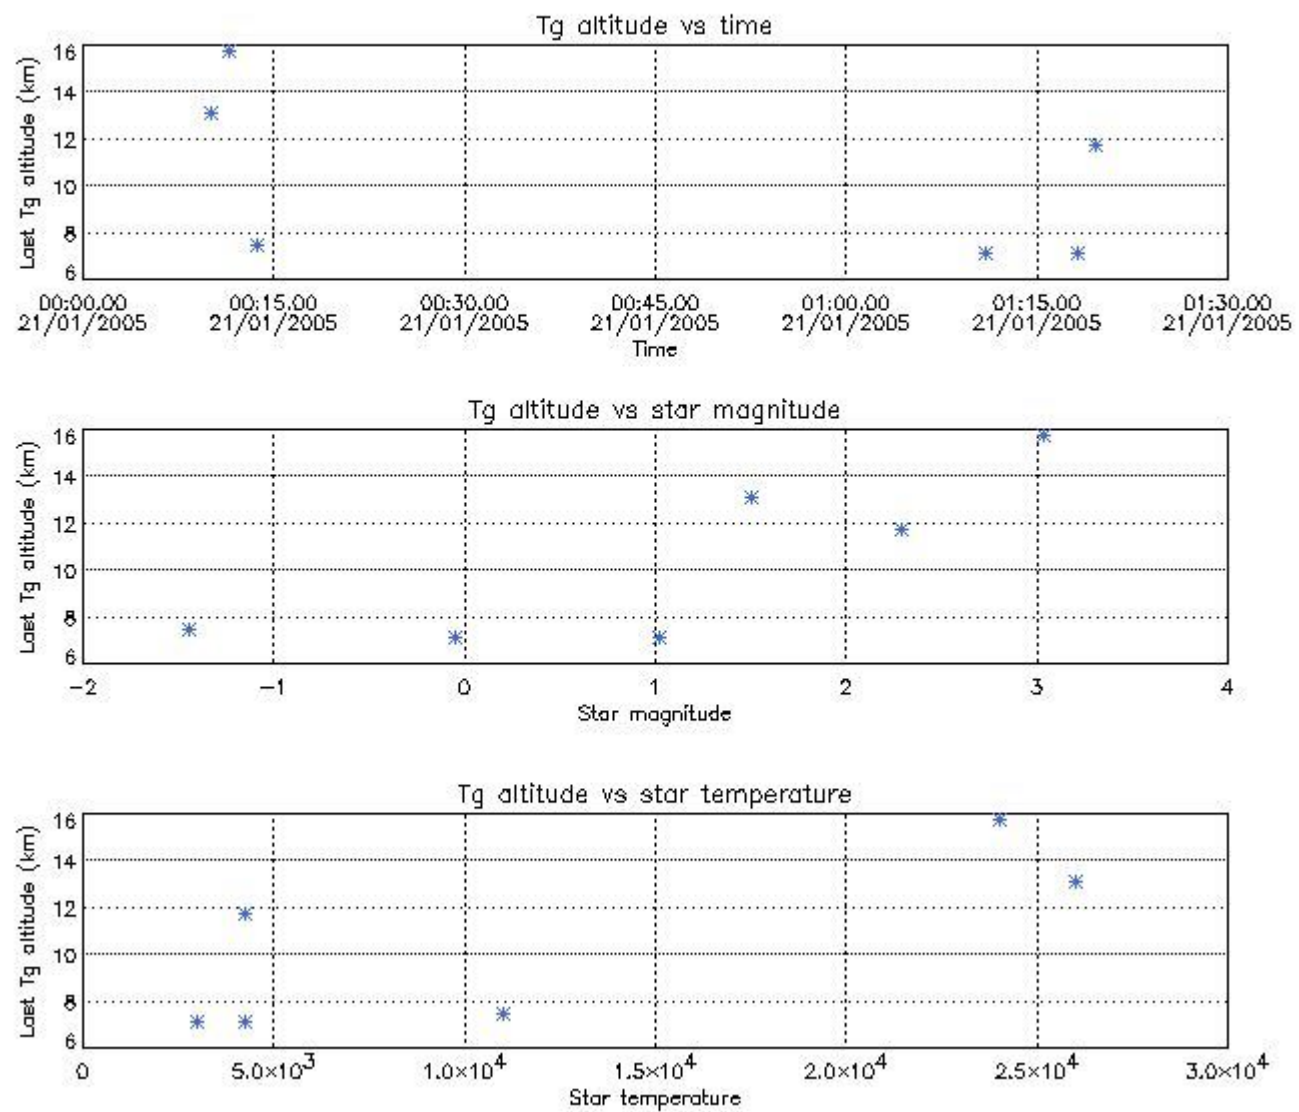 Tg altitude vs time
Last Tg altitude (km)
16
14
12
10
8
6
00:00.00 00:15.00 00:30.00 00:45.00 01:00.00 01:15.00 01:30.00
21/01/2005 21/01/2005 21/01/2005 21/01/2005 21/01/2005 21/01/2005 21/01/2005
Time
Tg altitude vs star magnitude
Last Tg altitude (km)
16
14
12
10
8
6
-2 -1 0 1 2 3 4
Star magnitude
Tg altitude vs star temperature
Last Tg altitude (km)
16
14
12
10
8
6
0 5.0×10³ 1.0×10⁴ 1.5×10⁴ 2.0×10⁴ 2.5×10⁴ 3.0×10⁴
Star temperature